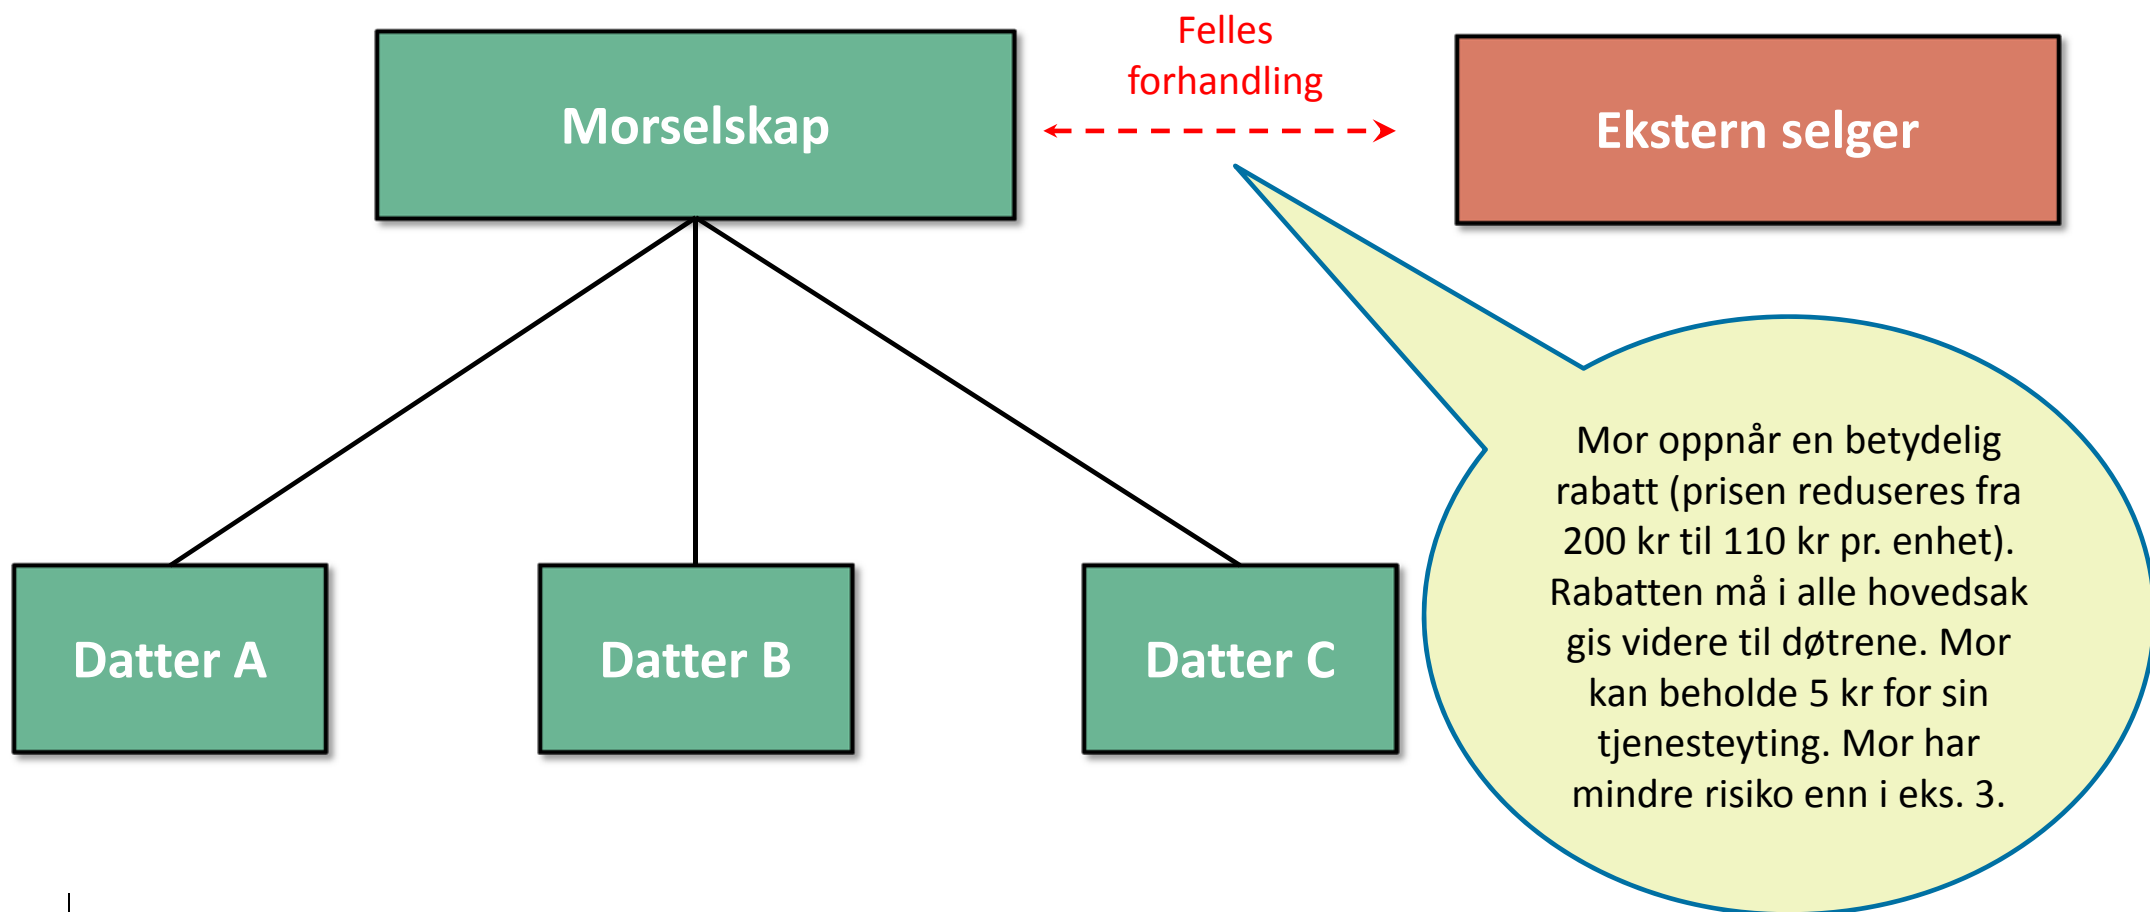 Felles
forhandling
Morselskap
Ekstern selger
Mor oppnår en betydelig
rabatt (prisen reduseres fra
200 kr til 110 kr pr. enhet).
Rabatten må i alle hovedsak
gis videre til døtrene. Mor
kan beholde 5 kr for sin
tjenesteyting. Mor har
mindre risiko enn i eks. 3.
Datter A
Datter B
Datter C